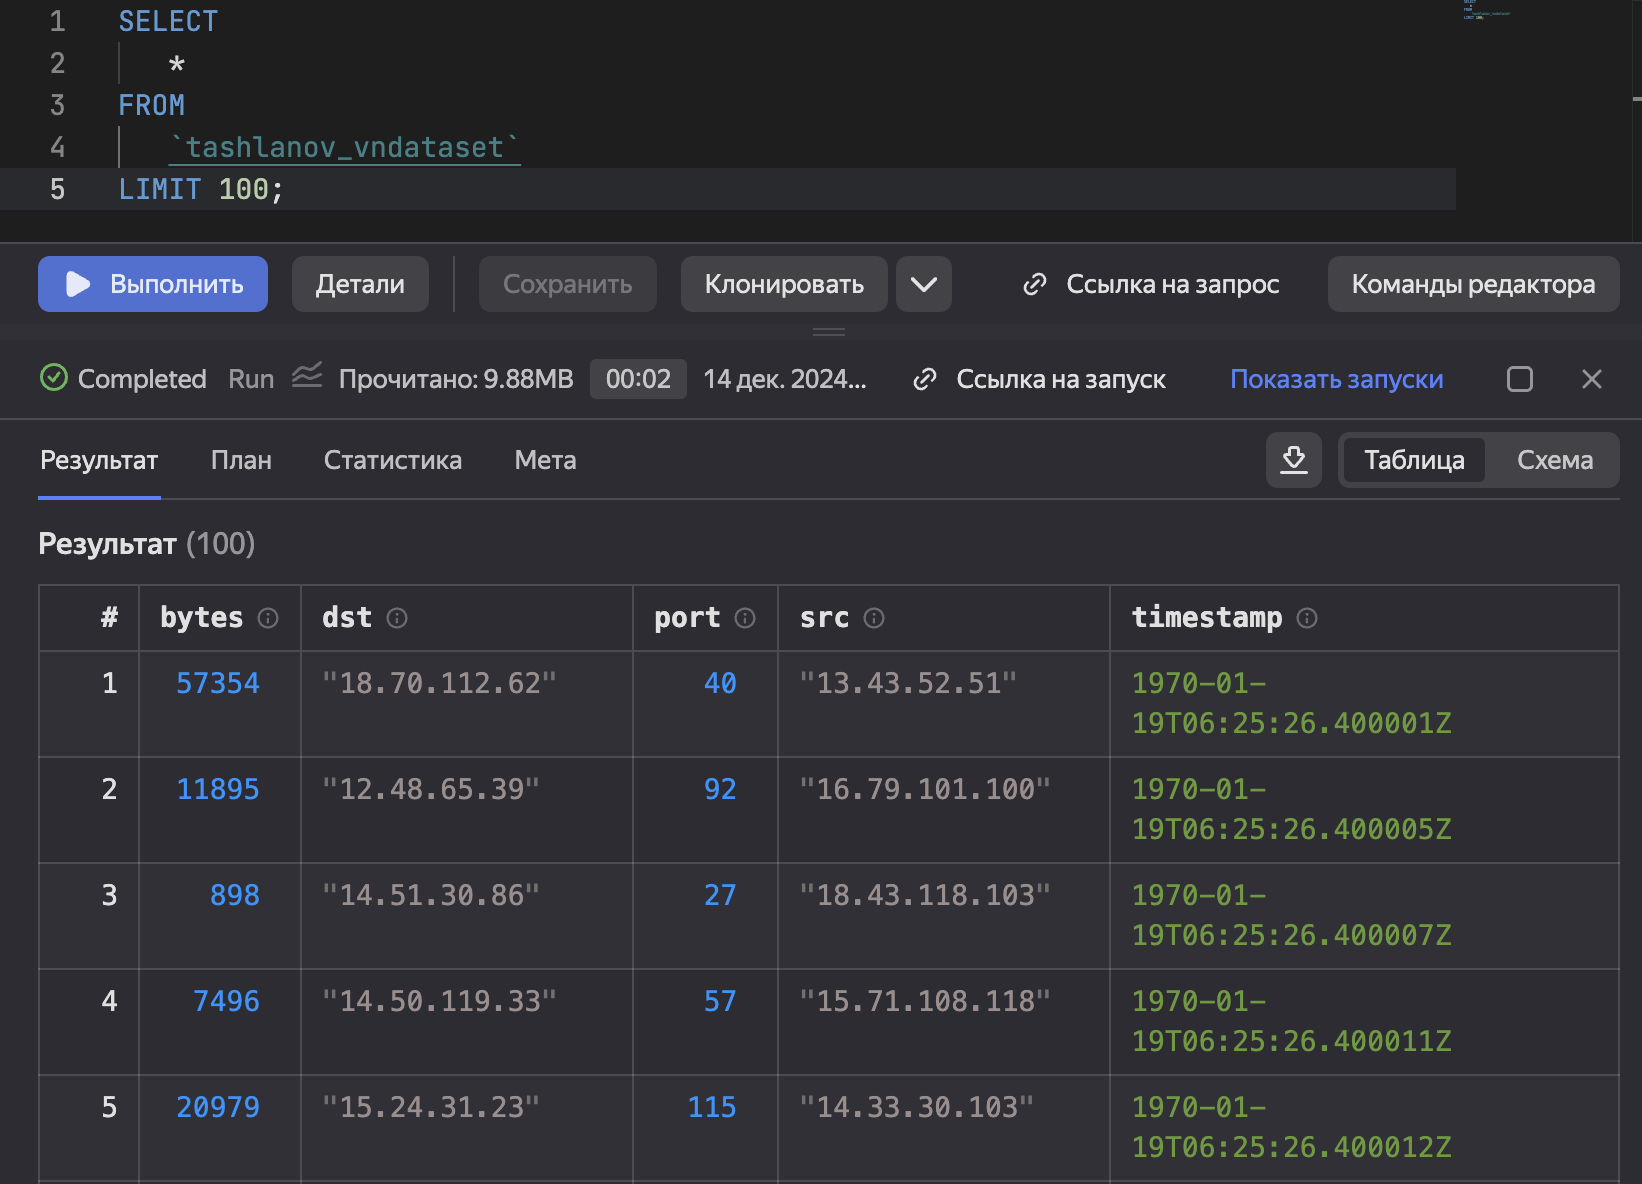 1 SELECT
2 *
3 FROM
4 `tashlanov_vndataset`
5 LIMIT 100;
Выполнить Детали Сохранить Клонировать Ссылка на запрос Команды редактора
Completed Run Прочитано: 9.88MB 00:02 14 дек. 2024... Ссылка на запуск Показать запуски
Результат План Статистика Мета Таблица Схема
Результат (100)
# bytes dst port src timestamp
1 57354 "18.70.112.62" 40 "13.43.52.51" 1970-01-
19T06:25:26.400001Z
2 11895 "12.48.65.39" 92 "16.79.101.100" 1970-01-
19T06:25:26.400005Z
3 898 "14.51.30.86" 27 "18.43.118.103" 1970-01-
19T06:25:26.400007Z
4 7496 "14.50.119.33" 57 "15.71.108.118" 1970-01-
19T06:25:26.400011Z
5 20979 "15.24.31.23" 115 "14.33.30.103" 1970-01-
19T06:25:26.400012Z